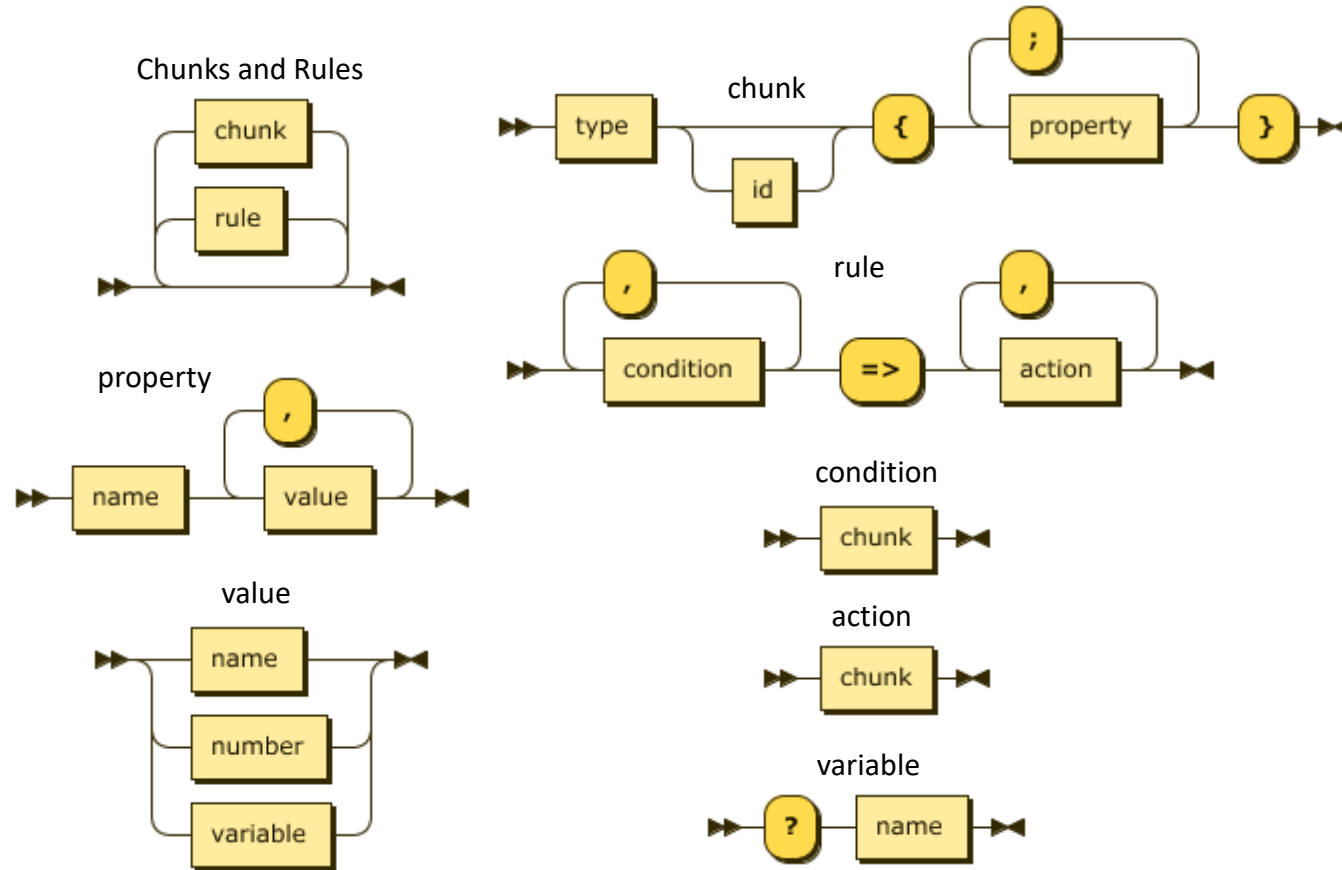 Chunks and Rules
chunk
rule
chunk
type
id
{
;
property
}
rule
,
condition
=>
,
action
property
name
,
value
value
name
number
variable
condition
chunk
action
chunk
variable
?
name